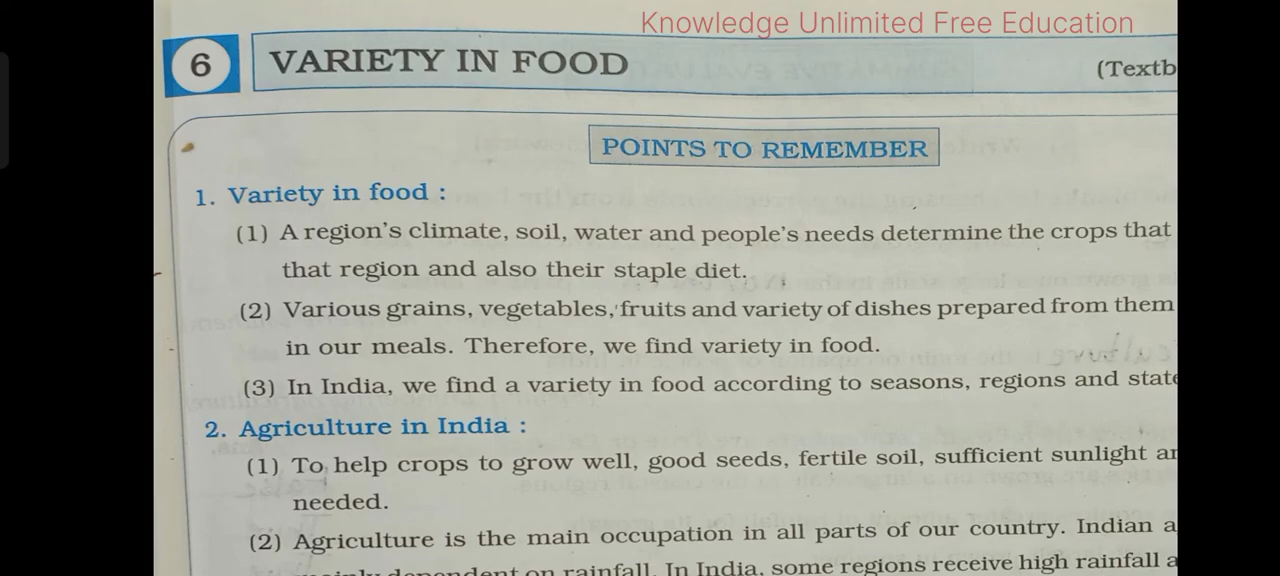 Knowledge Unlimited Free Education
6 VARIETY IN FOOD
(Textb
POINTS TO REMEMBER
1. Variety in food :
(1) A region's climate, soil, water and people's needs determine the crops that
that region and also their staple diet.
(2) Various grains, vegetables, fruits and variety of dishes prepared from them
in our meals. Therefore, we find variety in food.
(3) In India, we find a variety in food according to seasons, regions and state
2. Agriculture in India :
(1) To help crops to grow well, good seeds, fertile soil, sufficient sunlight ar
needed.
(2) Agriculture is the main occupation in all parts of our country. Indian a
dependent on rainfall. In India, some regions receive high rainfall a